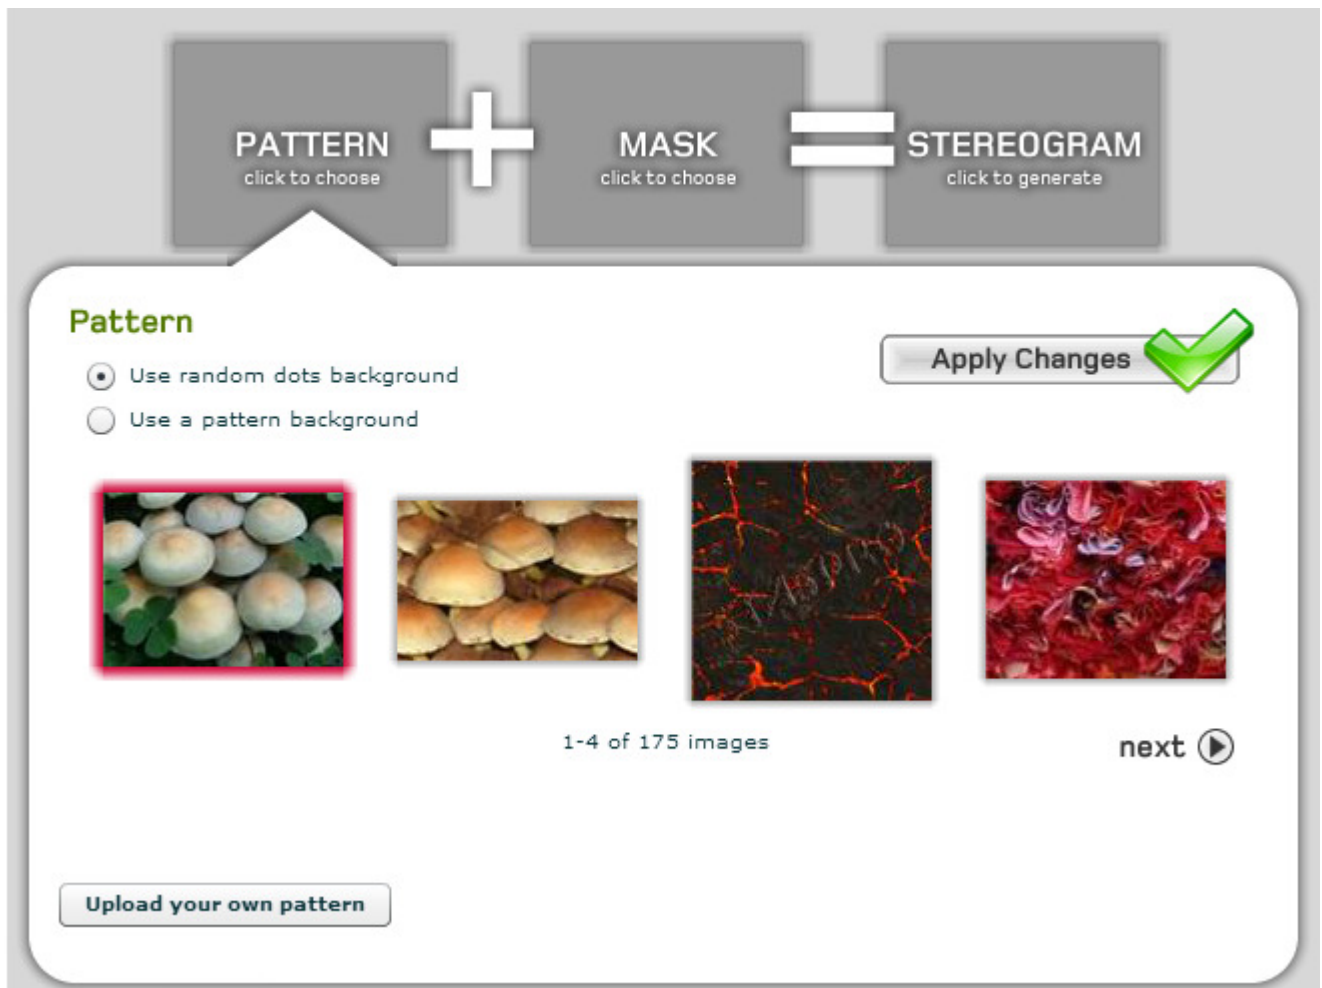 PATTERN
click to choose
MASK
click to choose
STEREOGRAM
click to generate
Pattern
Apply Changes
Use random dots background
Use a pattern background
1-4 of 175 images
next
Upload your own pattern